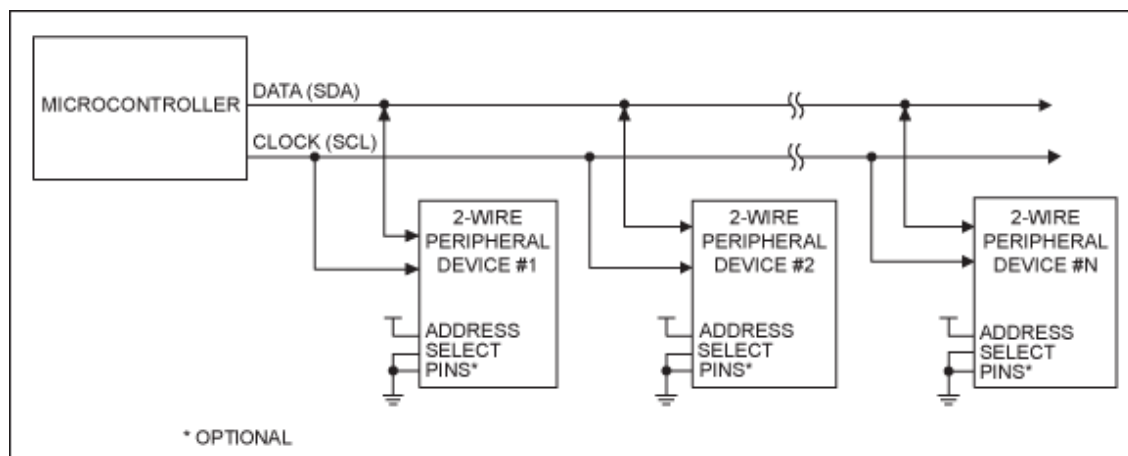 MICROCONTROLLER
DATA (SDA)
CLOCK (SCL)
2-WIRE
PERIPHERAL
DEVICE #1
ADDRESS
SELECT
PINS*
2-WIRE
PERIPHERAL
DEVICE #2
ADDRESS
SELECT
PINS*
2-WIRE
PERIPHERAL
DEVICE #N
ADDRESS
SELECT
PINS*
* OPTIONAL